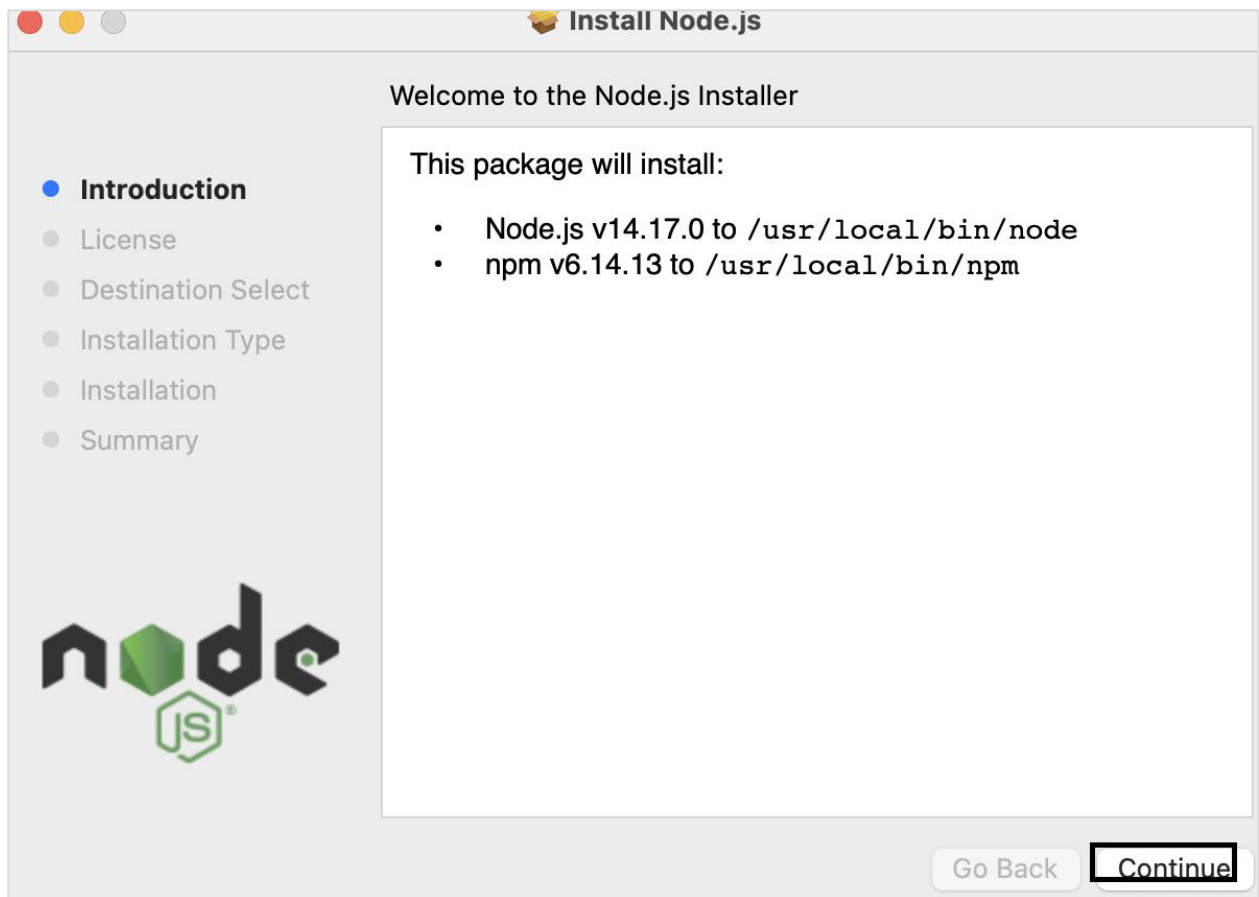 Install Node.js
Welcome to the Node.js Installer
Introduction
License
Destination Select
Installation Type
Installation
Summary
This package will install:
• Node.js v14.17.0 to /usr/local/bin/node
• npm v6.14.13 to /usr/local/bin/npm
node
JS®
Go Back
Continue